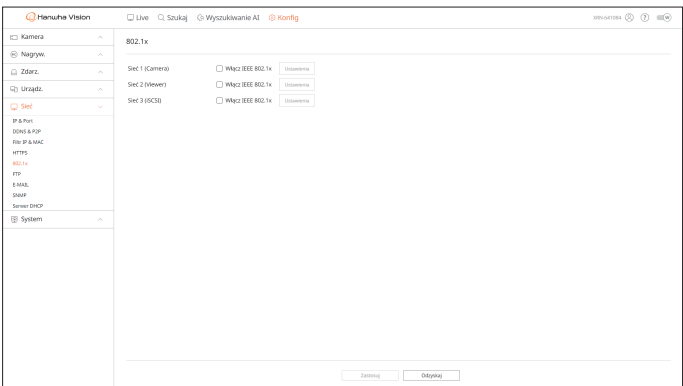 Hanwha Vision
Live Szukaj Wyszukiwanie AI Konfig
Kamera
Nagryw.
Zdarz.
Urządz.
Sieć
IP & Port
DDNS & P2P
Filtr IP & MAC
HTTPS
802.1x
FTP
E-MAIL
SNMP
Serwer DHCP
System
802.1x
Sieć 1 (Camera) Włącz IEEE 802.1x Ustawienia
Sieć 2 (Viewer) Włącz IEEE 802.1x Ustawienia
Sieć 3 (iSCSI) Włącz IEEE 802.1x Ustawienia
Zastosuj Odzyskaj